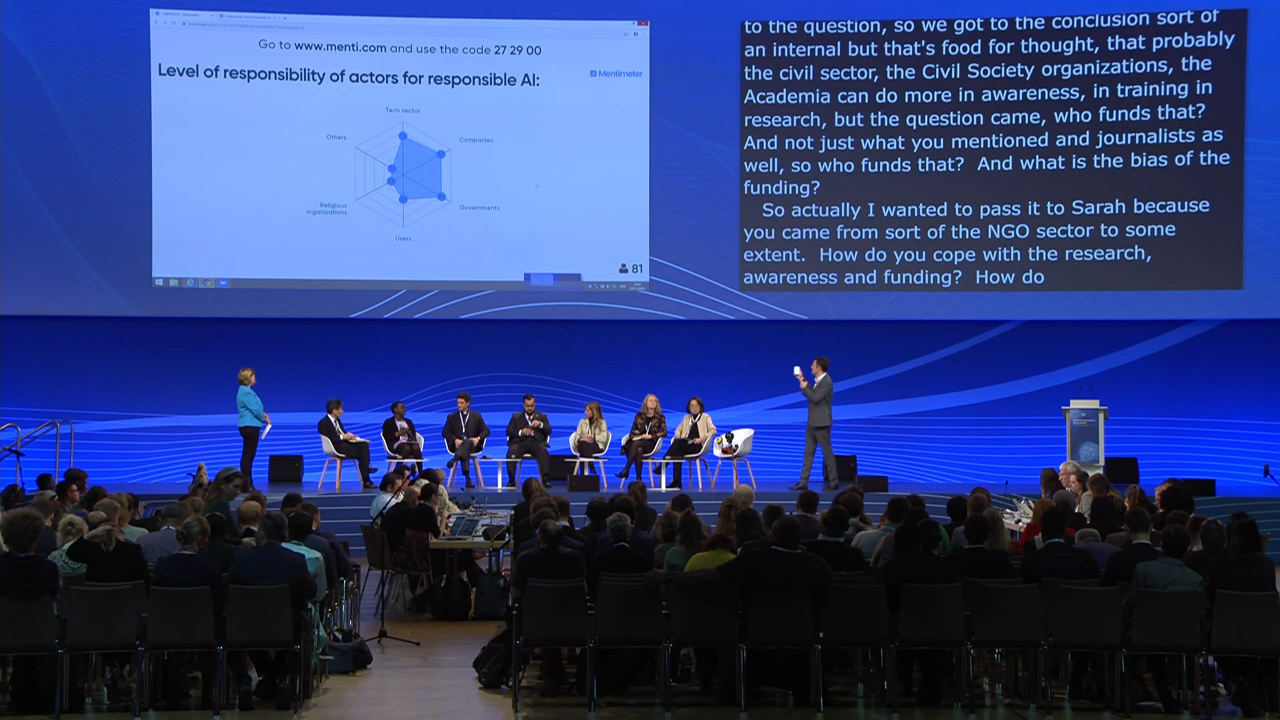 Go to www.menti.com and use the code 27 29 00
Level of responsibility of actors for responsible AI:
Mentimeter
Tech sector
Others
Companies
Religious
organisations
Governments
Users
81
to the question, so we got to the conclusion sort of
an internal but that's food for thought, that probably
the civil sector, the Civil Society organizations, the
Academia can do more in awareness, in training in
research, but the question came, who funds that?
And not just what you mentioned and journalists as
well, so who funds that?  And what is the bias of the
funding?
So actually I wanted to pass it to Sarah because
you came from sort of the NGO sector to some
extent.  How do you cope with the research,
awareness and funding?  How do